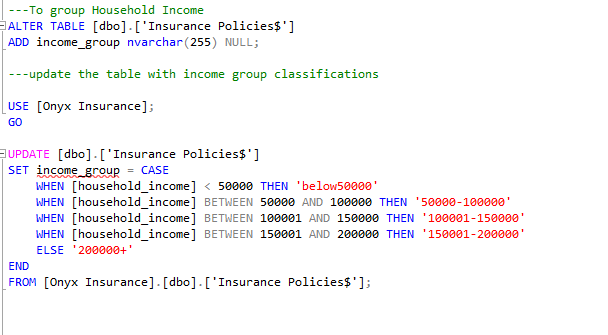 ---To group Household Income
ALTER TABLE [dbo].['Insurance Policies$']
ADD income_group nvarchar(255) NULL;
---update the table with income group classifications
USE [Onyx Insurance];
GO
UPDATE [dbo].['Insurance Policies$']
SET income_group = CASE
    WHEN [household_income] < 50000 THEN 'below50000'
    WHEN [household_income] BETWEEN 50000 AND 100000 THEN '50000-100000'
    WHEN [household_income] BETWEEN 100001 AND 150000 THEN '100001-150000'
    WHEN [household_income] BETWEEN 150001 AND 200000 THEN '150001-200000'
    ELSE '200000+'
END
FROM [Onyx Insurance].[dbo].['Insurance Policies$'];